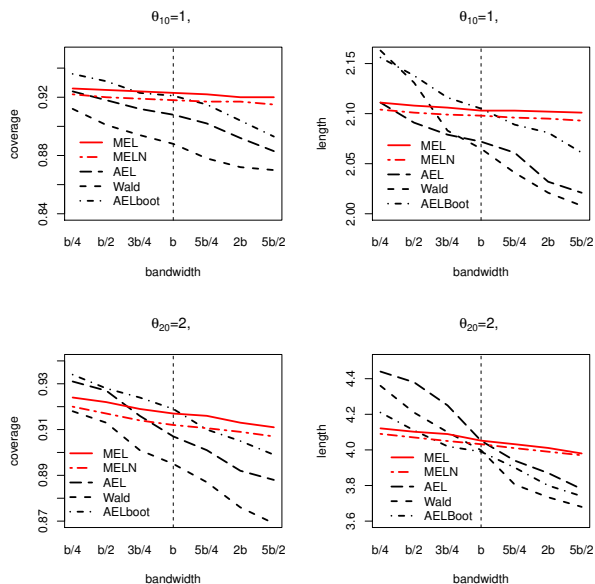 θ10=1,
coverage
0.84 0.88 0.92
MEL
MELN
AEL
Wald
AELboot
b/4 b/2 3b/4 b 5b/4 2b 5b/2
bandwidth
θ10=1,
length
2.00 2.05 2.10 2.15
MEL
MELN
AEL
Wald
AELBoot
b/4 b/2 3b/4 b 5b/4 2b 5b/2
bandwidth
θ20=2,
coverage
0.87 0.89 0.91 0.93
MEL
MELN
AEL
Wald
AELboot
b/4 b/2 3b/4 b 5b/4 2b 5b/2
bandwidth
θ20=2,
length
3.6 3.8 4.0 4.2 4.4
MEL
MELN
AEL
Wald
AELBoot
b/4 b/2 3b/4 b 5b/4 2b 5b/2
bandwidth